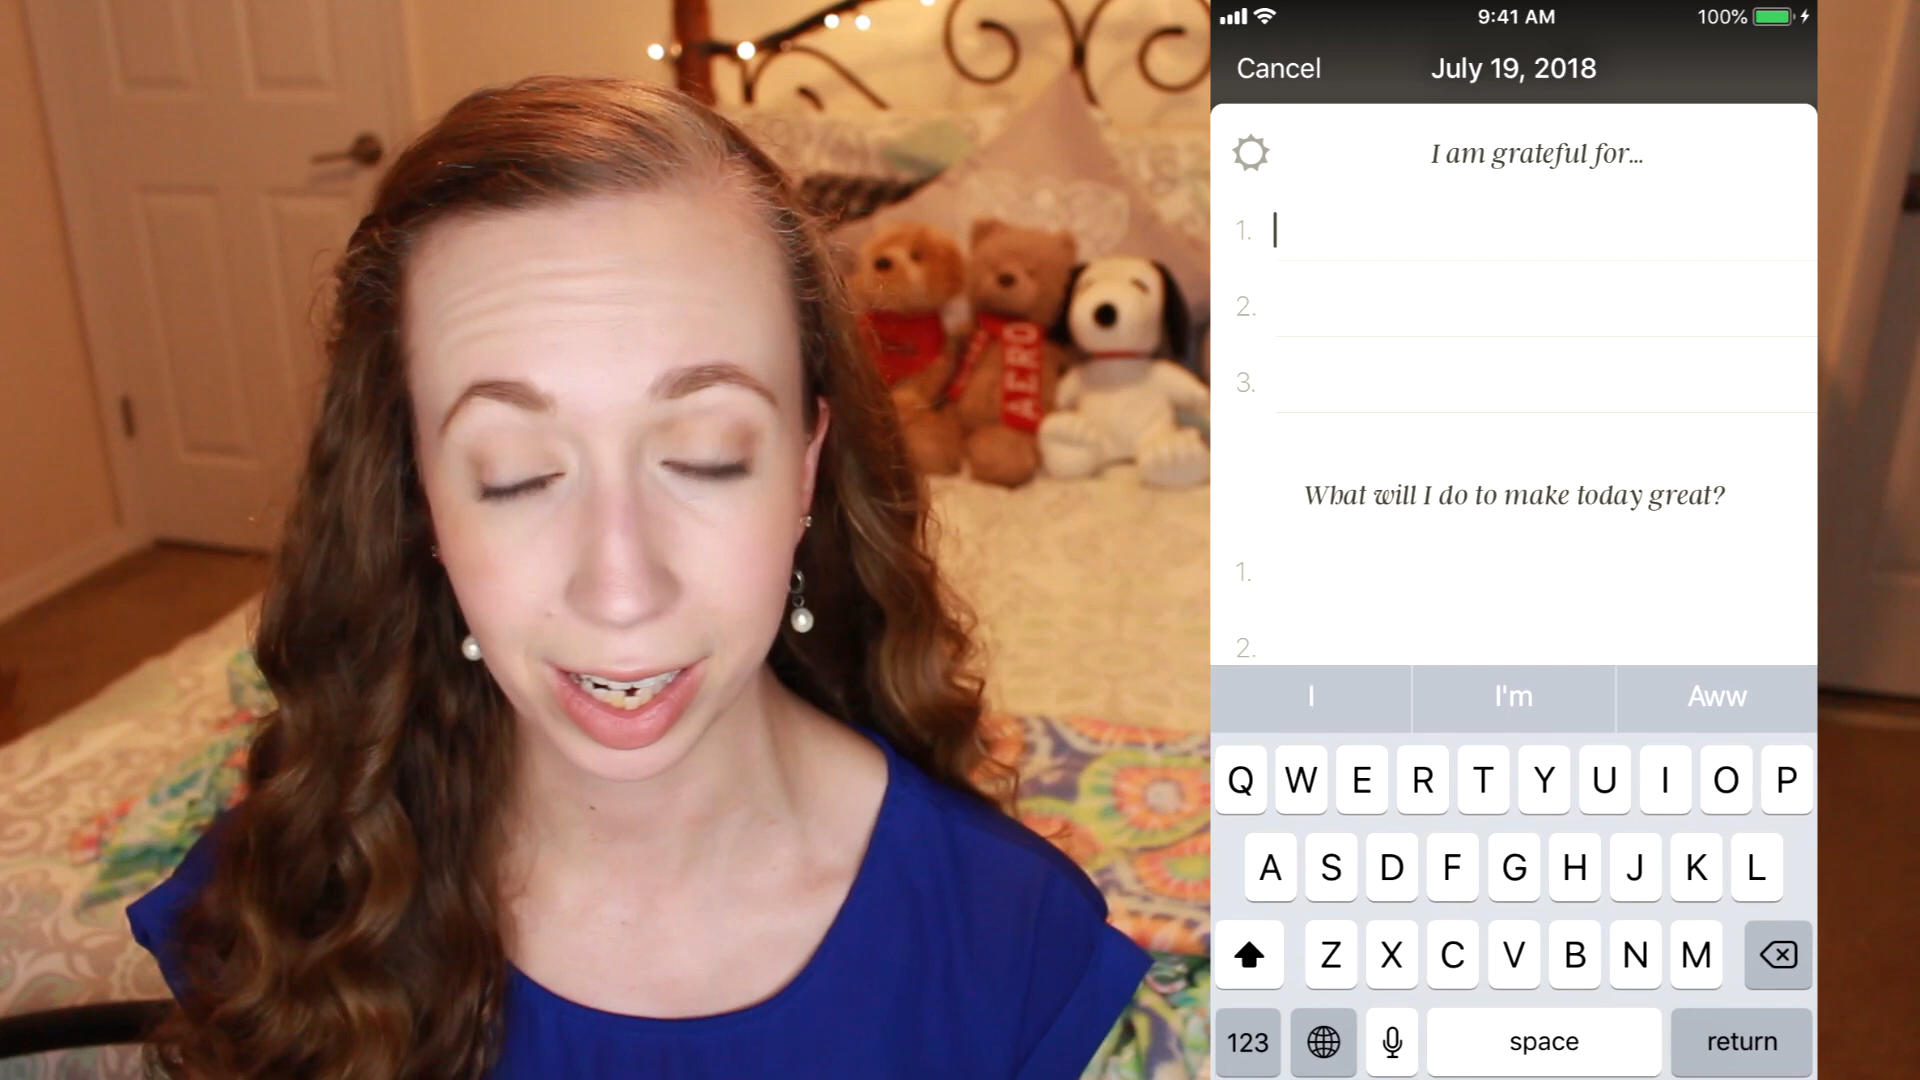 9:41 AM
100%
Cancel
July 19, 2018
I am grateful for...
1.
2.
3.
What will I do to make today great?
1.
2.
I
I'm
Aww
Q W E R T Y U I O P
A S D F G H J K L
Z X C V B N M
123
space
return
AERO